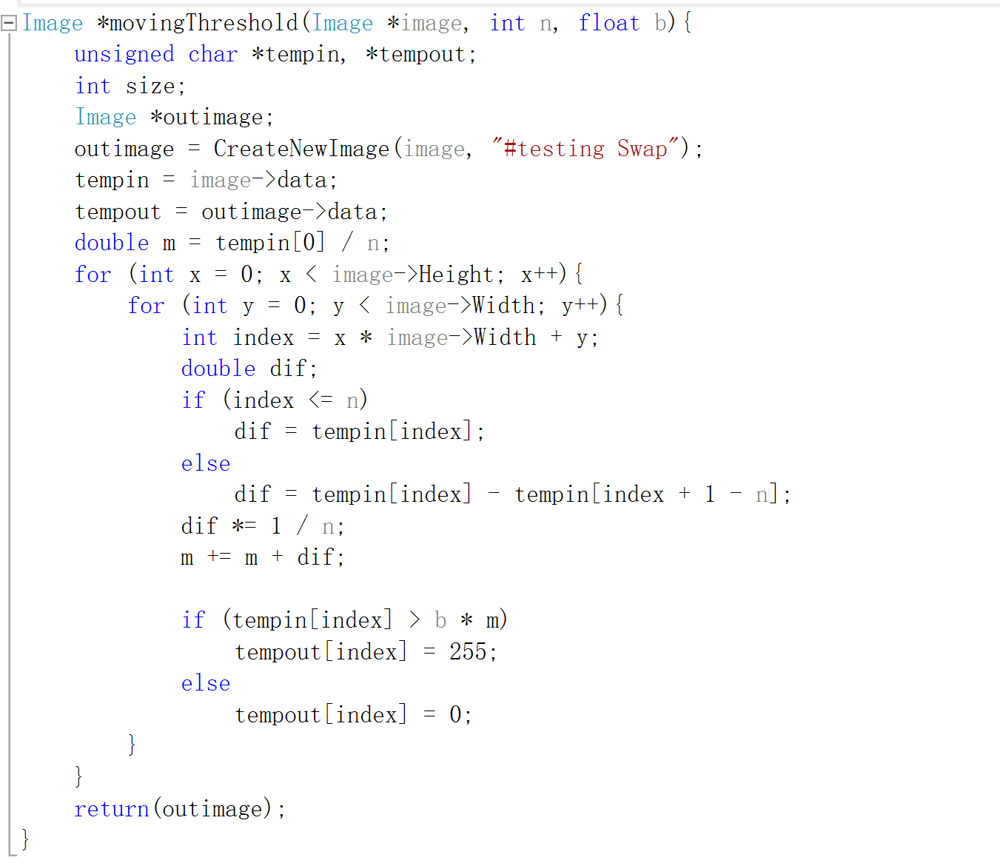 Image *movingThreshold(Image *image, int n, float b){
    unsigned char *tempin, *tempout;
    int size;
    Image *outimage;
    outimage = CreateNewImage(image, "#testing Swap");
    tempin = image->data;
    tempout = outimage->data;
    double m = tempin[0] / n;
    for (int x = 0; x < image->Height; x++){
        for (int y = 0; y < image->Width; y++){
            int index = x * image->Width + y;
            double dif;
            if (index <= n)
                dif = tempin[index];
            else
                dif = tempin[index] - tempin[index + 1 - n];
            dif *= 1 / n;
            m += m + dif;
            if (tempin[index] > b * m)
                tempout[index] = 255;
            else
                tempout[index] = 0;
        }
    }
    return(outimage);
}